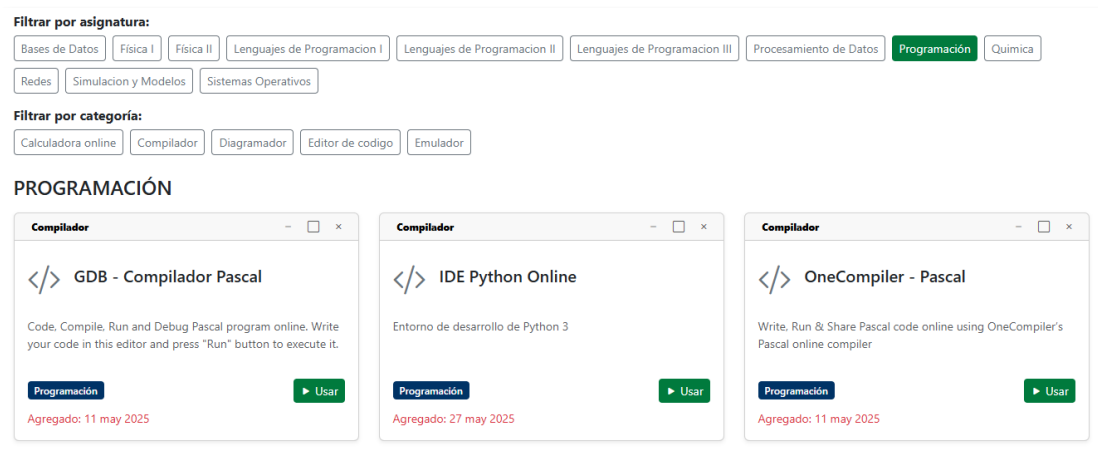 Filtrar por asignatura:
Bases de Datos Física I Física II Lenguajes de Programacion I Lenguajes de Programacion II Lenguajes de Programacion III Procesamiento de Datos Programación Quimica
Redes Simulacion y Modelos Sistemas Operativos
Filtrar por categoría:
Calculadora online Compilador Diagramador Editor de codigo Emulador
PROGRAMACIÓN
Compilador
GDB - Compilador Pascal
Code, Compile, Run and Debug Pascal program online. Write
your code in this editor and press "Run" button to execute it.
Programación Usar
Agregado: 11 may 2025
Compilador
IDE Python Online
Entorno de desarrollo de Python 3
Programación Usar
Agregado: 27 may 2025
Compilador
OneCompiler - Pascal
Write, Run & Share Pascal code online using OneCompiler's
Pascal online compiler
Programación Usar
Agregado: 11 may 2025